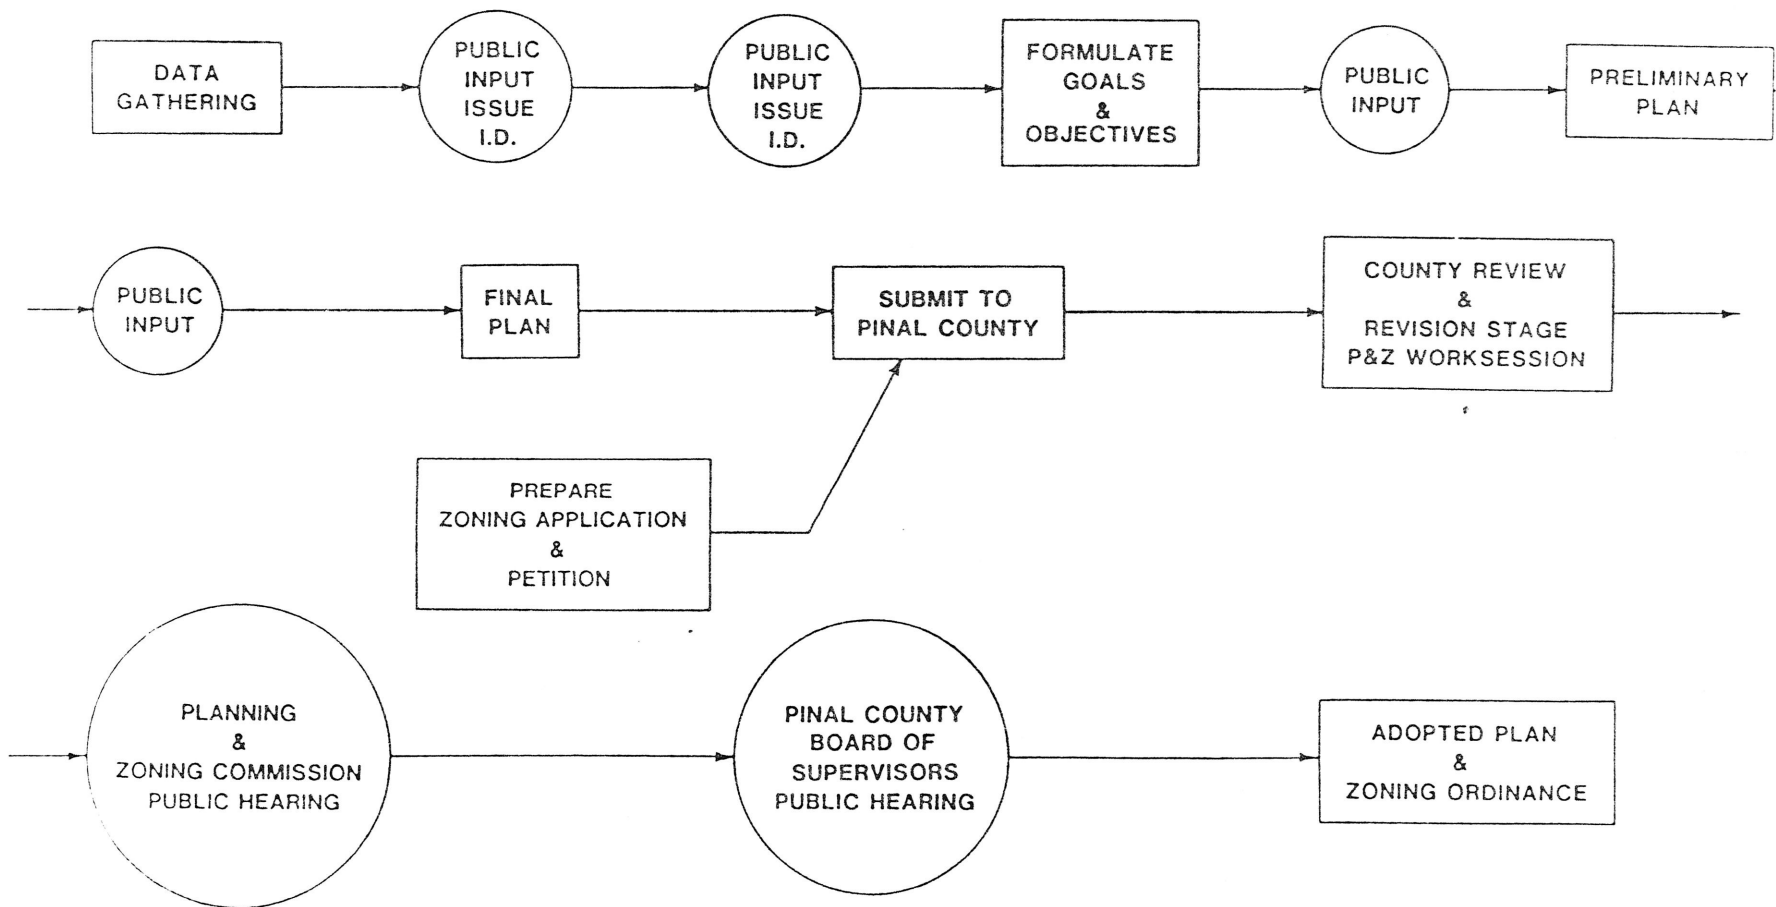 DATA
GATHERING
PUBLIC
INPUT
ISSUE
I.D.
PUBLIC
INPUT
ISSUE
I.D.
FORMULATE
GOALS
&
OBJECTIVES
PUBLIC
INPUT
PRELIMINARY
PLAN
PUBLIC
INPUT
FINAL
PLAN
SUBMIT TO
PINAL COUNTY
COUNTY REVIEW
&
REVISION STAGE
P&Z WORKSESSION
PREPARE
ZONING APPLICATION
&
PETITION
PLANNING
&
ZONING COMMISSION
PUBLIC HEARING
PINAL COUNTY
BOARD OF
SUPERVISORS
PUBLIC HEARING
ADOPTED PLAN
&
ZONING ORDINANCE